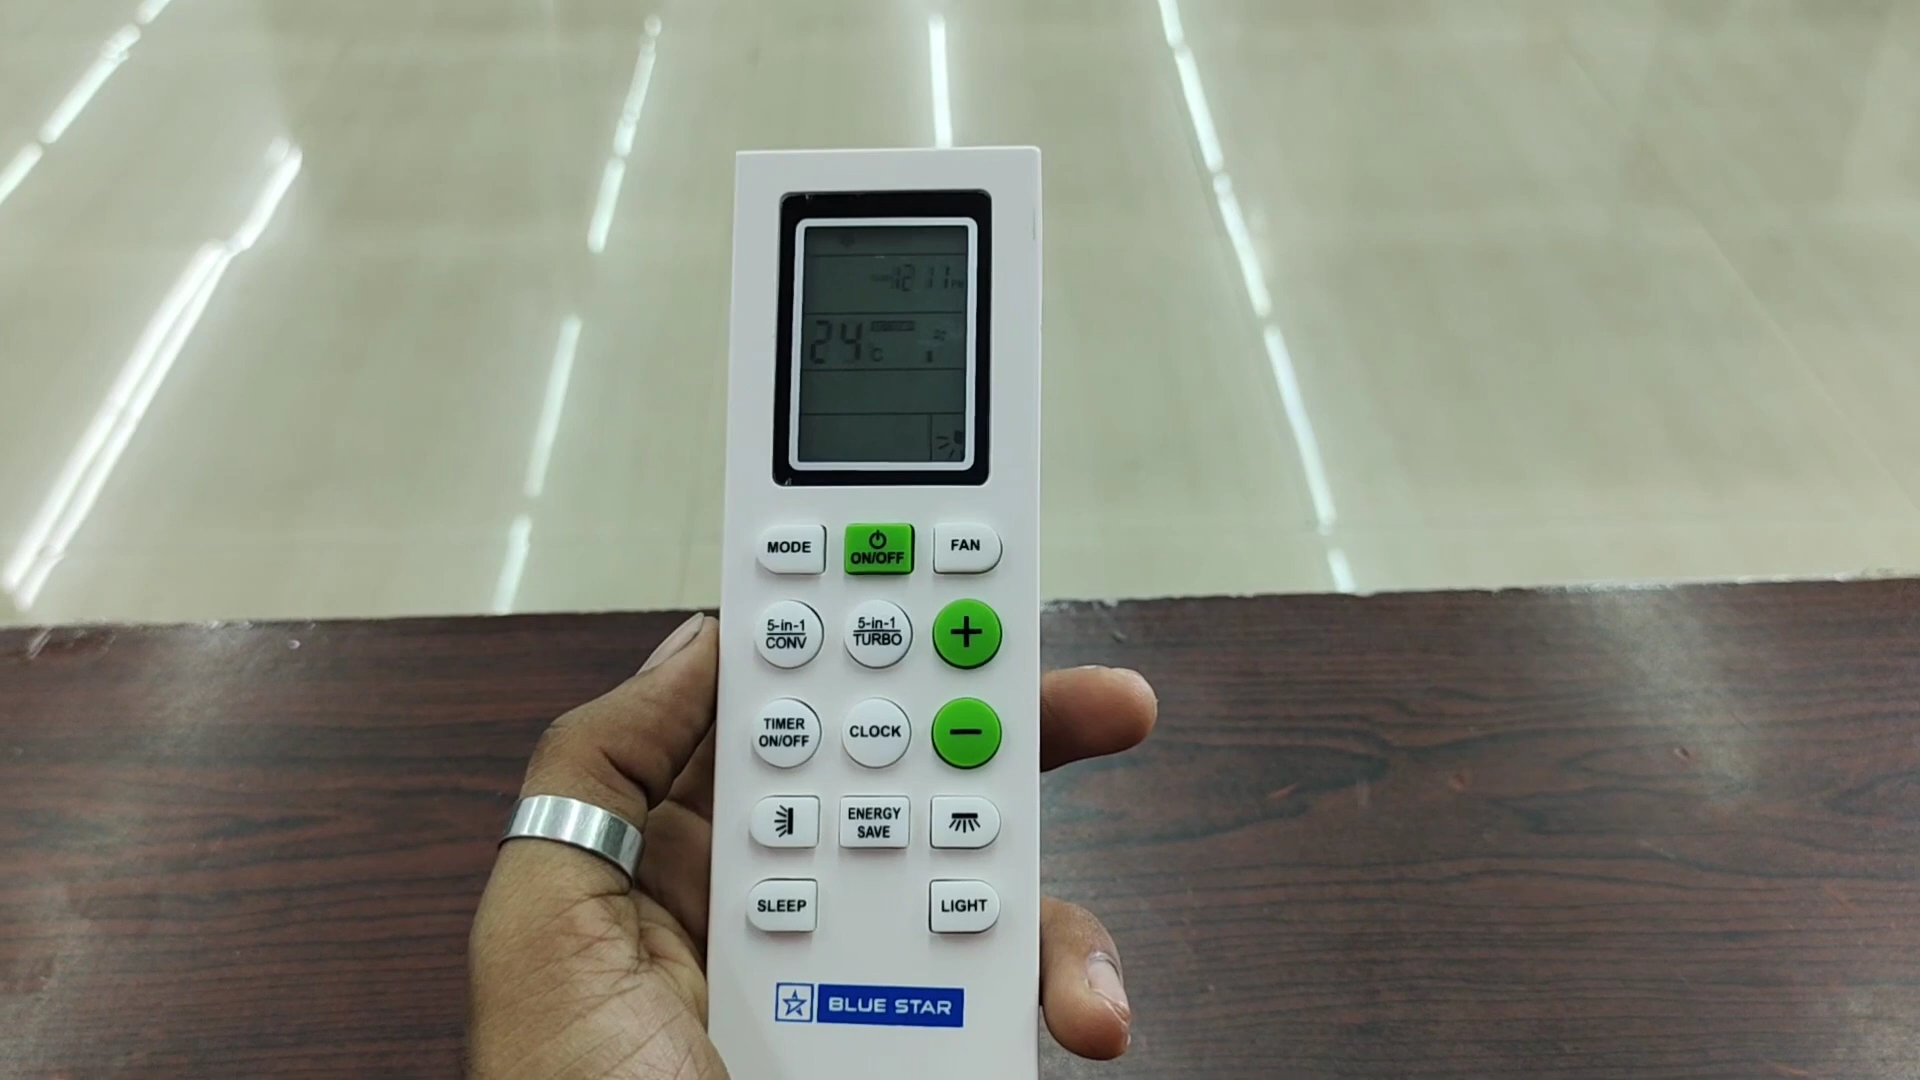 12 11 PM
24 °C
MODE
ON/OFF
FAN
5-in-1
CONV
5-in-1
TURBO
+
TIMER
ON/OFF
CLOCK
-
ENERGY
SAVE
SLEEP
LIGHT
BLUE STAR